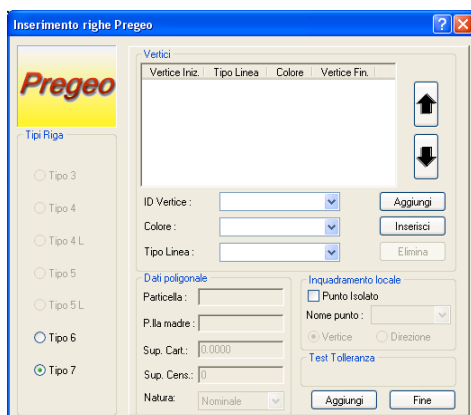 Inserimento righe Pregeo
Pregeo
Tipi Riga
Tipo 3
Tipo 4
Tipo 4 L
Tipo 5
Tipo 5 L
Tipo 6
Tipo 7
Vertici
Vertice Iniz. Tipo Linea Colore Vertice Fin.
ID Vertice : Aggiungi
Colore : Inserisci
Tipo Linea : Elimina
Dati poligonale
Particella :
P.lla madre :
Sup. Cart.: 0.0000
Sup. Cens.: 0
Natura: Nominale
Inquadramento locale
Punto Isolato
Nome punto :
Vertice Direzione
Test Tolleranza
Aggiungi Fine